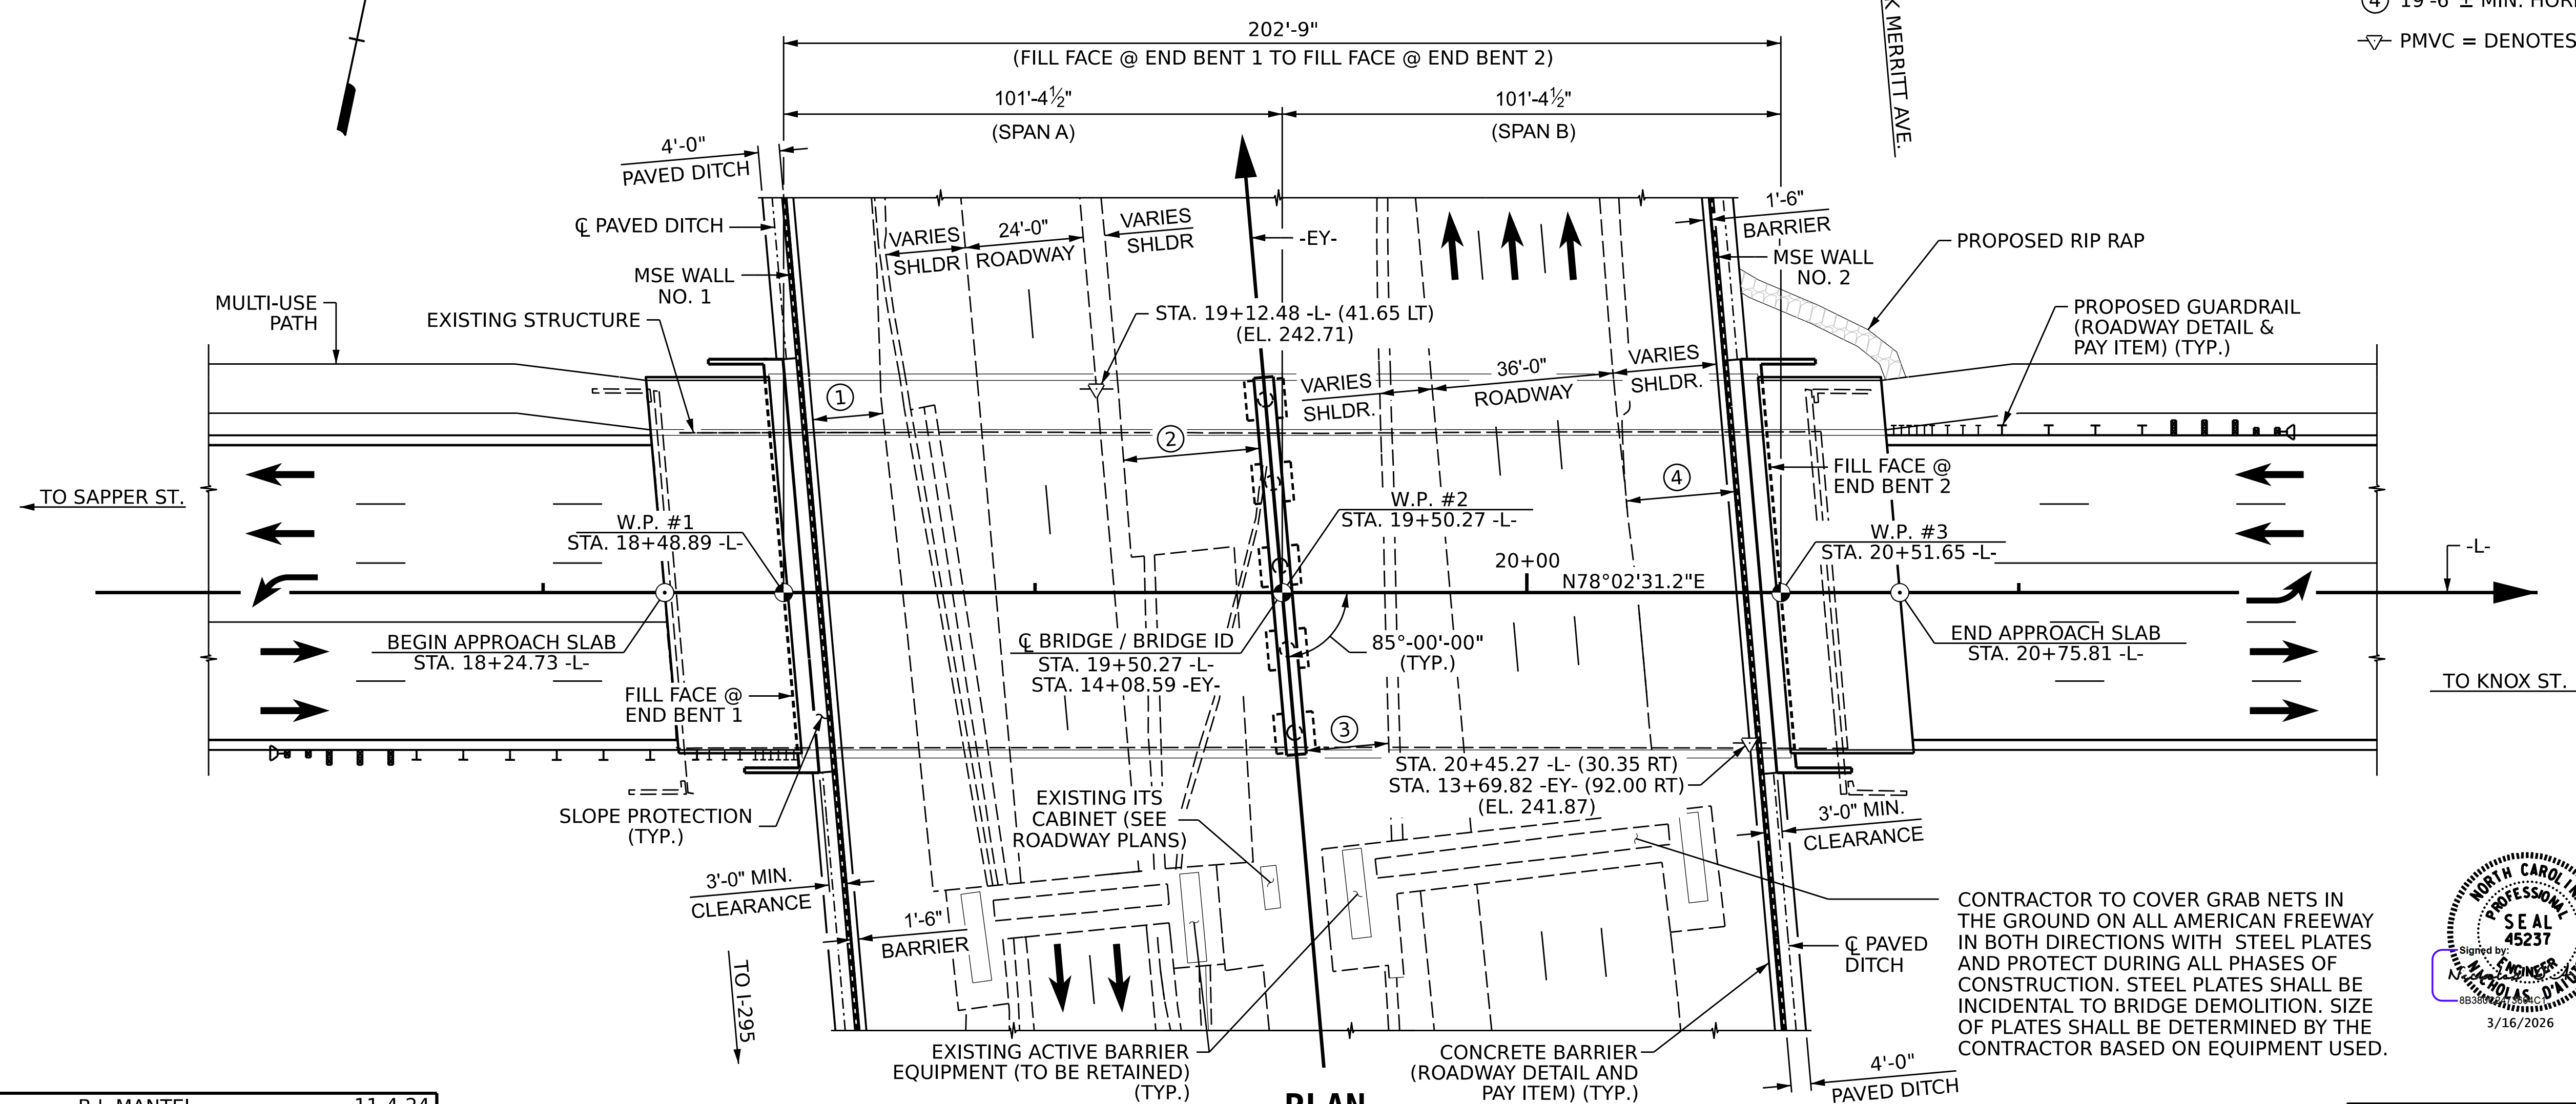 202'-9"
(FILL FACE @ END BENT 1 TO FILL FACE @ END BENT 2)
101'-4½"
(SPAN A)
101'-4½"
(SPAN B)
MERRITT AVE.
④ 19'-6"± MIN.
PMVC = DENOTES
4'-0"
PAVED DITCH
℄ PAVED DITCH
MSE WALL
NO. 1
VARIES
SHLDR
24'-0"
ROADWAY
VARIES
SHLDR
-EY-
1'-6"
BARRIER
MSE WALL
NO. 2
PROPOSED RIP RAP
MULTI-USE
PATH
EXISTING STRUCTURE
STA. 19+12.48 -L- (41.65 LT)
(EL. 242.71)
PROPOSED GUARDRAIL
(ROADWAY DETAIL &
PAY ITEM) (TYP.)
①
②
VARIES
SHLDR.
36'-0"
ROADWAY
VARIES
SHLDR.
④
FILL FACE @
END BENT 2
TO SAPPER ST.
W.P. #1
STA. 18+48.89 -L-
W.P. #2
STA. 19+50.27 -L-
W.P. #3
STA. 20+51.65 -L-
20+00
N78°02'31.2"E
-L-
BEGIN APPROACH SLAB
STA. 18+24.73 -L-
℄ BRIDGE / BRIDGE ID
STA. 19+50.27 -L-
STA. 14+08.59 -EY-
85°-00'-00"
(TYP.)
END APPROACH SLAB
STA. 20+75.81 -L-
TO KNOX ST.
FILL FACE @
END BENT 1
③
STA. 20+45.27 -L- (30.35 RT)
STA. 13+69.82 -EY- (92.00 RT)
(EL. 241.87)
SLOPE PROTECTION
(TYP.)
EXISTING ITS
CABINET (SEE
ROADWAY PLANS)
3'-0" MIN.
CLEARANCE
3'-0" MIN.
CLEARANCE
1'-6"
BARRIER
TO I-295
℄ PAVED
DITCH
CONTRACTOR TO COVER GRAB NETS IN
THE GROUND ON ALL AMERICAN FREEWAY
IN BOTH DIRECTIONS WITH STEEL PLATES
AND PROTECT DURING ALL PHASES OF
CONSTRUCTION. STEEL PLATES SHALL BE
INCIDENTAL TO BRIDGE DEMOLITION. SIZE
OF PLATES SHALL BE DETERMINED BY THE
CONTRACTOR BASED ON EQUIPMENT USED.
EXISTING ACTIVE BARRIER
EQUIPMENT (TO BE RETAINED)
(TYP.)
CONCRETE BARRIER
(ROADWAY DETAIL AND
PAY ITEM) (TYP.)
4'-0"
PAVED DITCH
NORTH
PROFESSIONAL
SEAL
45237
Signed by:
ENGINEER
NICHOLAS
3/16/2026
PLAN
11-4-24